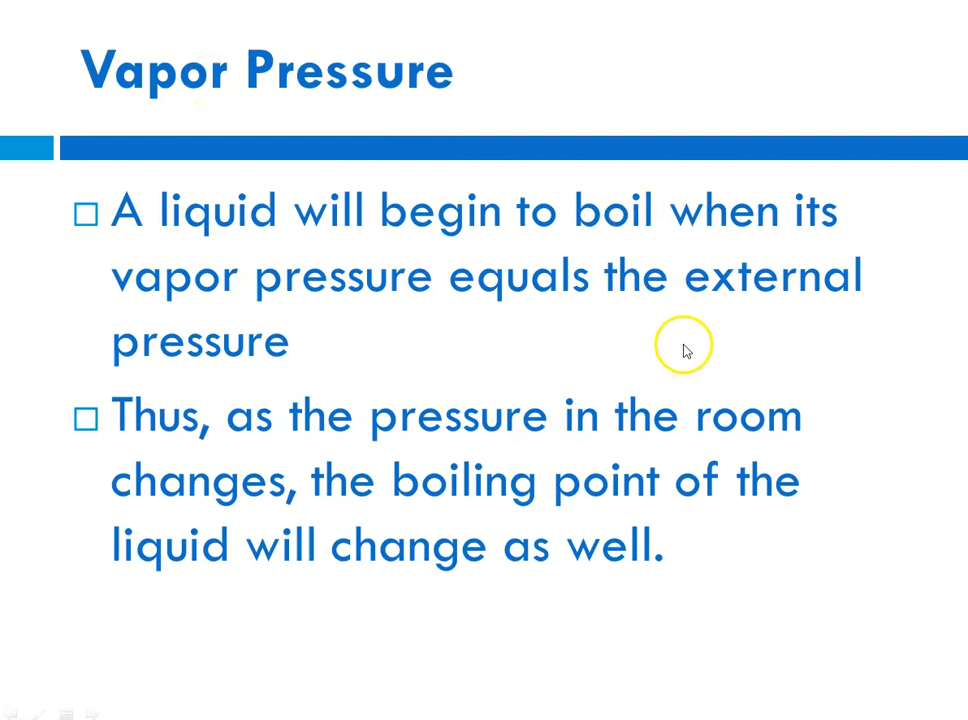 Vapor Pressure
A liquid will begin to boil when its
vapor pressure equals the external
pressure
Thus, as the pressure in the room
changes, the boiling point of the
liquid will change as well.